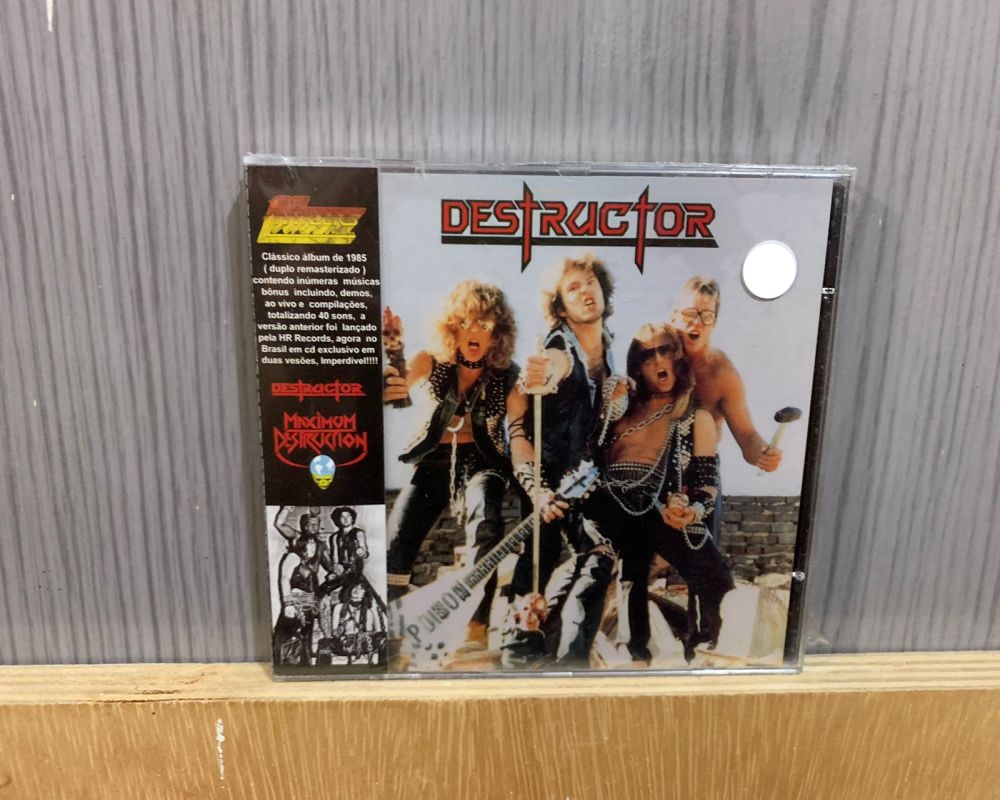 Clássico álbum de 1985
( duplo remasterizado )
contendo inúmeras músicas
bônus incluindo, demos,
ao vivo e compilações,
totalizando 40 sons, a
versão anterior foi lançado
pela HR Records, agora no
Brasil em cd exclusivo em
duas vesões, Imperdível!!!!
DESTRUCTOR
MAXIMUM
DESTRUCTION
DESTRUCTOR
POISON